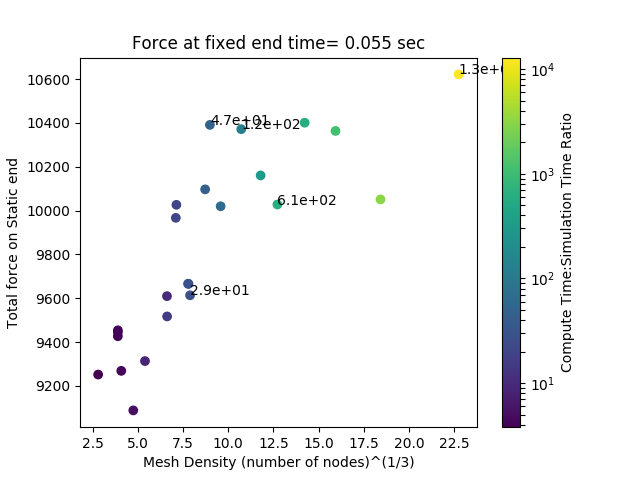 Force at fixed end time= 0.055 sec
Total force on Static end
10600
10400
10200
10000
9800
9600
9400
9200
4.7e+01
1.2e+02
6.1e+02
2.9e+01
2.5
5.0
7.5
10.0
12.5
15.0
17.5
20.0
22.5
Mesh Density (number of nodes)^(1/3)
10^4
10^3
10^2
10^1
Compute Time:Simulation Time Ratio